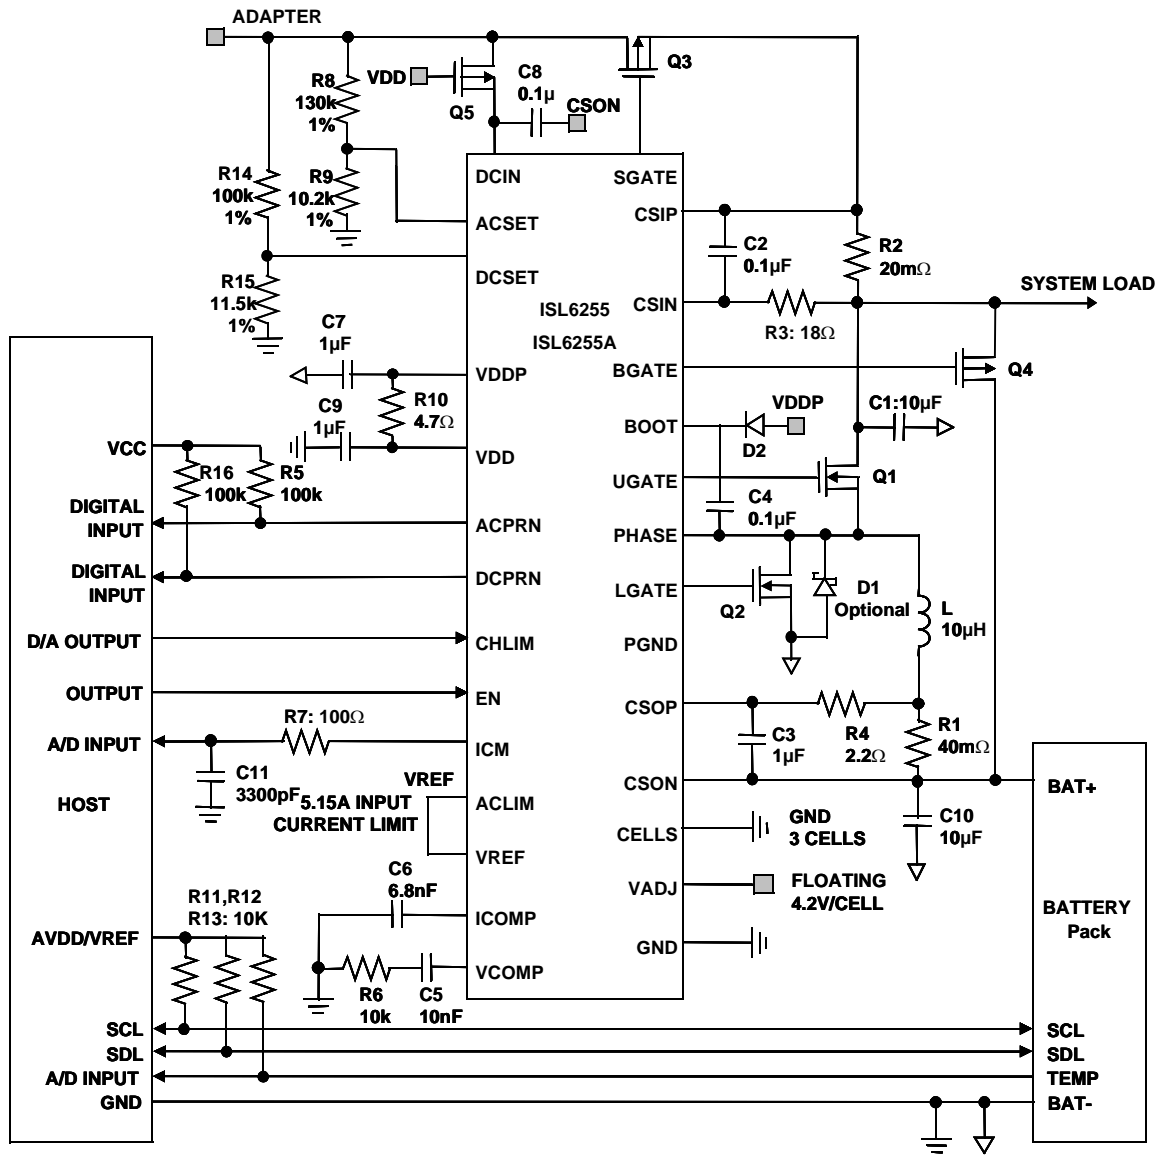 ADAPTER
VDD
Q5
C8
0.1µ
CSON
Q3
R8
130k
1%
R14
100k
1%
R9
10.2k
1%
R15
11.5k
1%
DCIN
ACSET
DCSET
SGATE
CSIP
CSIN
ISL6255
ISL6255A
C2
0.1µF
R2
20mΩ
R3: 18Ω
SYSTEM LOAD
C7
1µF
VDDP
R10
4.7Ω
C9
1µF
VDD
BGATE
Q4
BOOT
VDDP
D2
C1:10µF
UGATE
Q1
C4
0.1µF
PHASE
LGATE
Q2
D1
Optional
L
10µH
PGND
VCC
R16
100k
R5
100k
DIGITAL
INPUT
ACPRN
DIGITAL
INPUT
DCPRN
D/A OUTPUT
CHLIM
OUTPUT
EN
A/D INPUT
R7: 100Ω
ICM
C11
3300pF
HOST
VREF
5.15A INPUT
CURRENT LIMIT
ACLIM
VREF
CSOP
R4
2.2Ω
C3
1µF
R1
40mΩ
CSON
BAT+
C10
10µF
CELLS
GND
3 CELLS
VADJ
FLOATING
4.2V/CELL
GND
BATTERY
Pack
C6
6.8nF
ICOMP
VCOMP
R6
10k
C5
10nF
R11,R12
R13: 10K
AVDD/VREF
SCL
SDL
A/D INPUT
GND
SCL
SDL
TEMP
BAT-